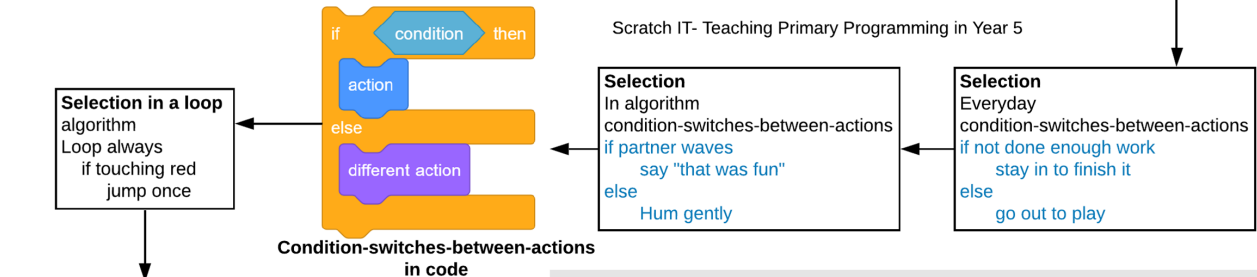 Scratch IT- Teaching Primary Programming in Year 5
if condition then
action
else
different action
Condition-switches-between-actions
in code
Selection in a loop
algorithm
Loop always
if touching red
jump once
Selection
In algorithm
condition-switches-between-actions
if partner waves
say "that was fun"
else
Hum gently
Selection
Everyday
condition-switches-between-actions
if not done enough work
stay in to finish it
else
go out to play